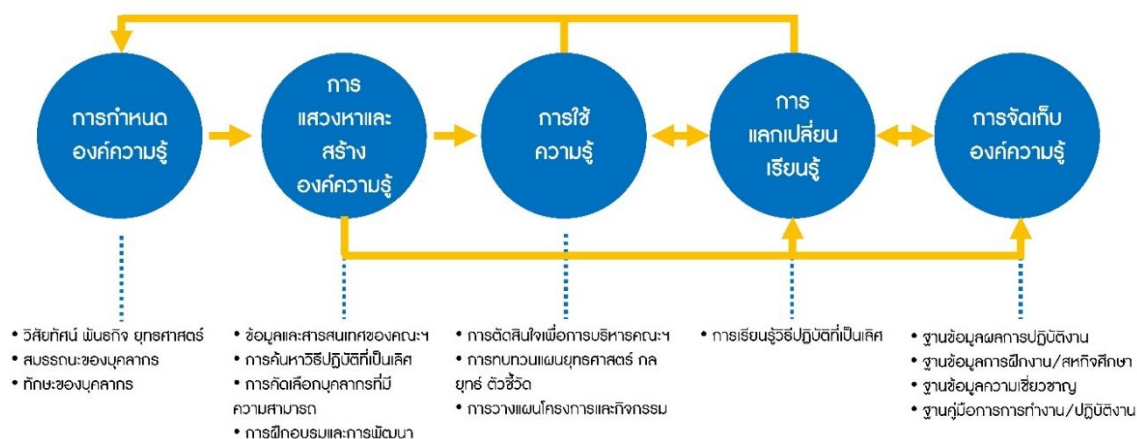 การกำหนด
องค์ความรู้
การ
แสวงหาและ
สร้าง
องค์ความรู้
การใช้
ความรู้
การ
แลกเปลี่ยน
เรียนรู้
การจัดเก็บ
องค์ความรู้
• วิสัยทัศน์ พันธกิจ ยุทธศาสตร์
• สมรรถนะของบุคลากร
• ทักษะของบุคลากร
• ข้อมูลและสารสนเทศของคณะฯ
• การค้นหาวิธีปฏิบัติที่เป็นเลิศ
• การคัดเลือกบุคลากรที่มี
ความสามารถ
• การฝึกอบรมและการพัฒนา
• การตัดสินใจเพื่อการบริหารคณะฯ
• การทบทวนแผนยุทธศาสตร์ กล
ยุทธ์ ตัวชี้วัด
• การวางแผนโครงการและกิจกรรม
• การเรียนรู้วิธีปฏิบัติที่เป็นเลิศ
• ฐานข้อมูลผลการปฏิบัติงาน
• ฐานข้อมูลการฝึกงาน/สหกิจศึกษา
• ฐานข้อมูลความเชี่ยวชาญ
• ฐานคู่มือการทำงาน/ปฏิบัติงาน